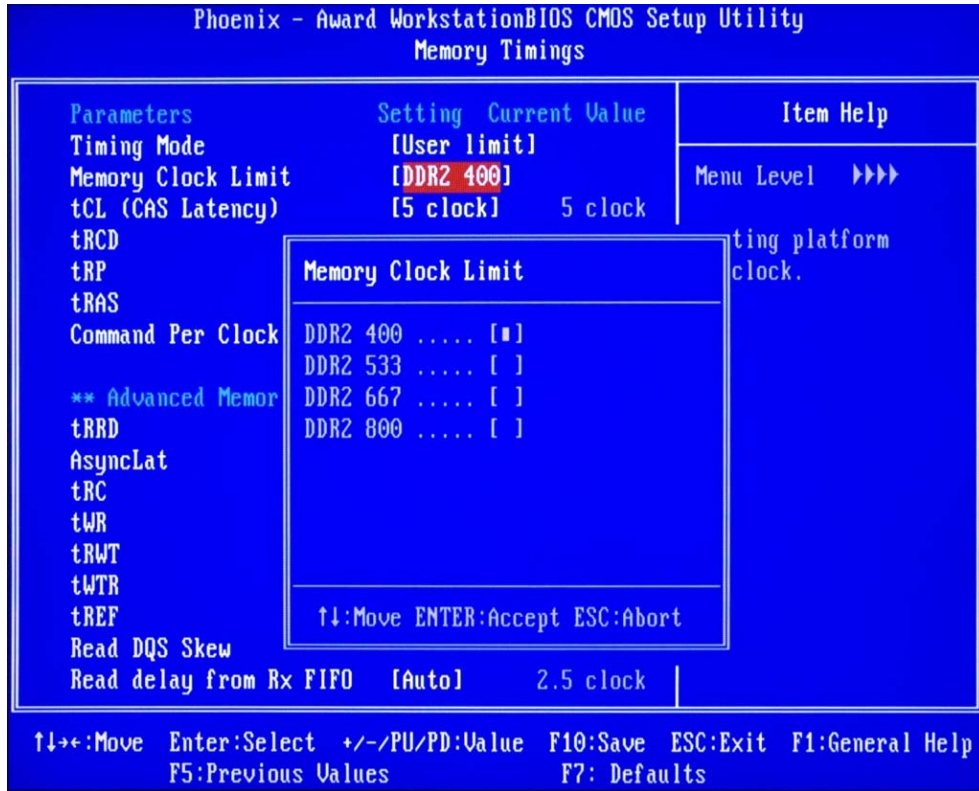 Phoenix - Award WorkstationBIOS CMOS Setup Utility
Memory Timings
Parameters Setting Current Value Item Help
Timing Mode [User limit]
Memory Clock Limit [DDR2 400] Menu Level
tCL (CAS Latency) [5 clock] 5 clock
tRCD ting platform
tRP Memory Clock Limit clock.
tRAS
Command Per Clock DDR2 400 ..... [■]
DDR2 533 ..... [ ]
** Advanced Memor DDR2 667 ..... [ ]
tRRD DDR2 800 ..... [ ]
AsyncLat
tRC
tWR
tRWT
tWTR
tREF ↑↓:Move ENTER:Accept ESC:Abort
Read DQS Skew
Read delay from Rx FIFO [Auto] 2.5 clock
↑↓→←:Move Enter:Select +/-/PU/PD:Value F10:Save ESC:Exit F1:General Help
F5:Previous Values F7: Defaults